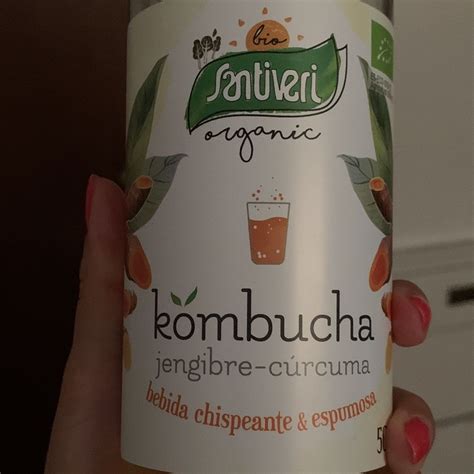 bio
Santiveri
organic
kombucha
jengibre-cúrcuma
bebida chispeante & espumosa